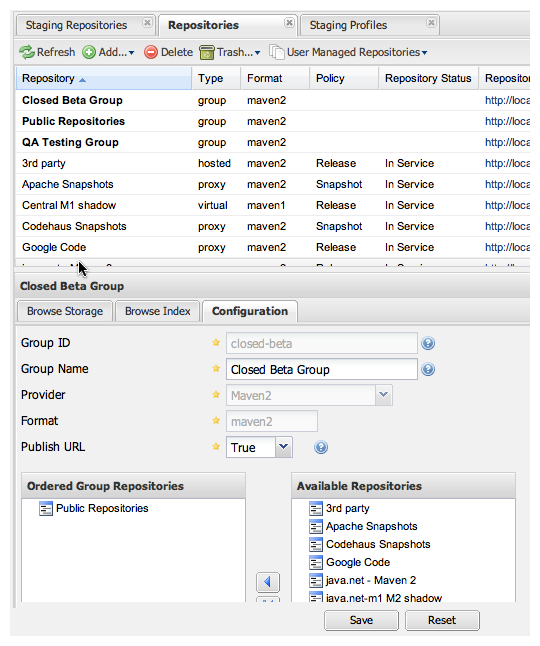 Staging Repositories Repositories Staging Profiles
Refresh Add... Delete Trash... User Managed Repositories
Repository Type Format Policy Repository Status
Closed Beta Group group maven2 http://loca
Public Repositories group maven2 http://loca
QA Testing Group group maven2 http://loca
3rd party hosted maven2 Release In Service http://loca
Apache Snapshots proxy maven2 Snapshot In Service http://loca
Central M1 shadow virtual maven1 Release In Service http://loca
Codehaus Snapshots proxy maven2 Snapshot In Service http://loca
Google Code proxy maven2 Release In Service http://loca
Closed Beta Group
Browse Storage Browse Index Configuration
Group ID closed-beta
Group Name Closed Beta Group
Provider Maven2
Format maven2
Publish URL True
Ordered Group Repositories Available Repositories
Public Repositories 3rd party
Apache Snapshots
Codehaus Snapshots
Google Code
java.net - Maven 2
java.net-m1 M2 shadow
Save Reset